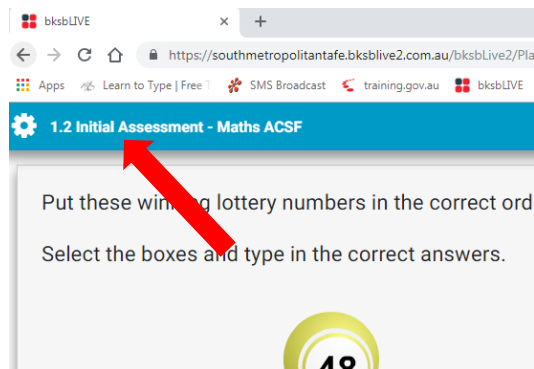 bksbLIVE
https://southmetropolitantafe.bksblive2.com.au/bksbLive2/Pla
Apps Learn to Type | Free T SMS Broadcast training.gov.au bksbLIVE
1.2 Initial Assessment - Maths ACSF
Put these winning lottery numbers in the correct ord
Select the boxes and type in the correct answers.
48